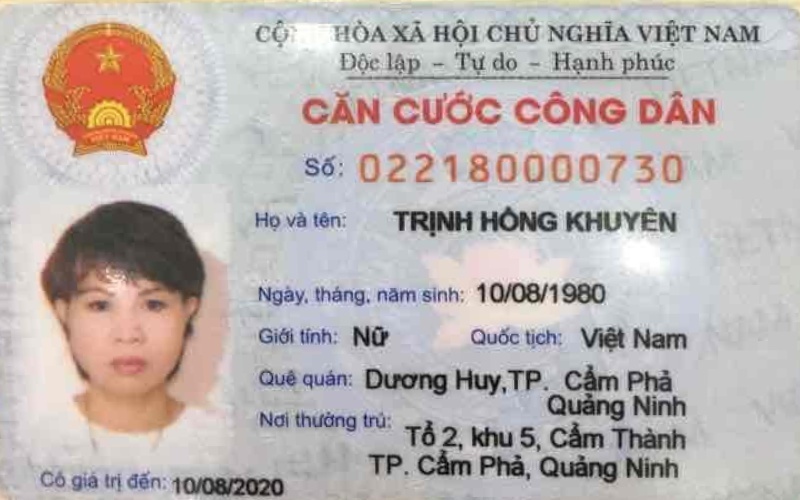 CỘNG HÒA XÃ HỘI CHỦ NGHĨA VIỆT NAM
Độc lập – Tự do – Hạnh phúc
CĂN CƯỚC CÔNG DÂN
Số: 022180000730
Họ và tên: TRỊNH HỒNG KHUYÊN
Ngày, tháng, năm sinh: 10/08/1980
Giới tính: Nữ Quốc tịch: Việt Nam
Quê quán: Dương Huy,TP. Cẩm Phả
Quảng Ninh
Nơi thường trú:
Tổ 2, khu 5, Cẩm Thành
TP. Cẩm Phả, Quảng Ninh
Có giá trị đến: 10/08/2020
VIỆT NAM